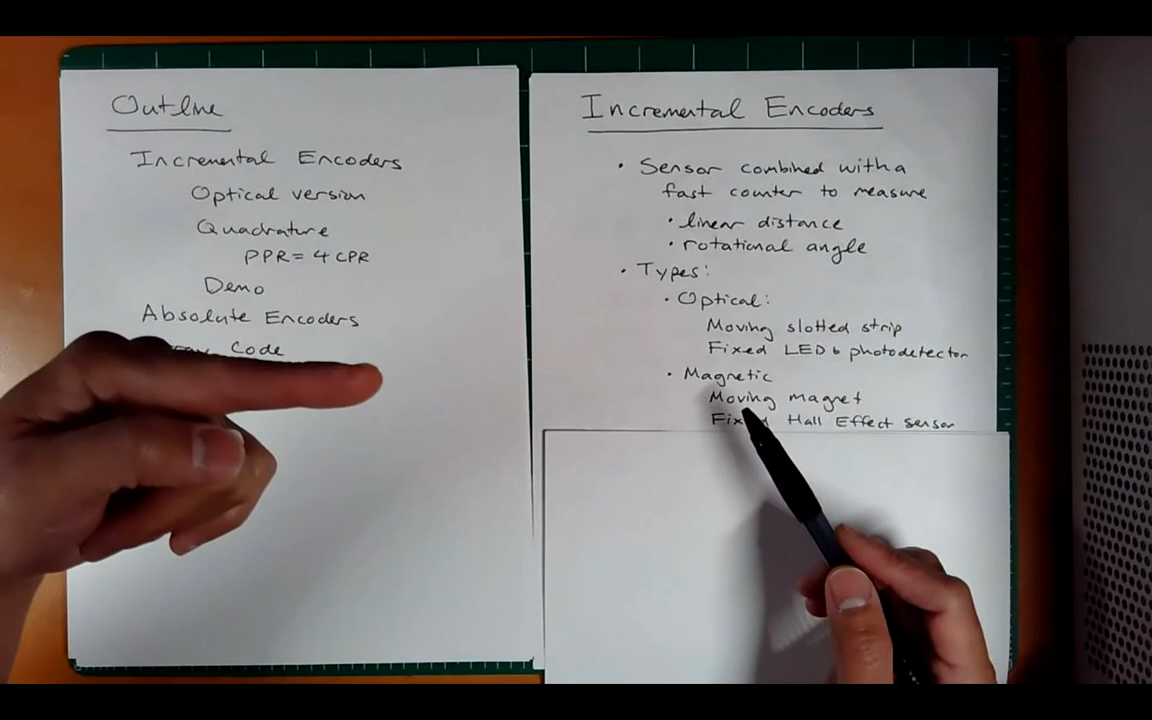 Outline
Incremental Encoders
Optical version
Quadrature
PPR = 4 CPR
Demo
Absolute Encoders
Code
Incremental Encoders
• Sensor combined with a
fast counter to measure
• linear distance
• rotational angle
• Types:
• Optical:
Moving slotted strip
Fixed LED & photodetector
• Magnetic
Moving magnet
Hall Effect sensor